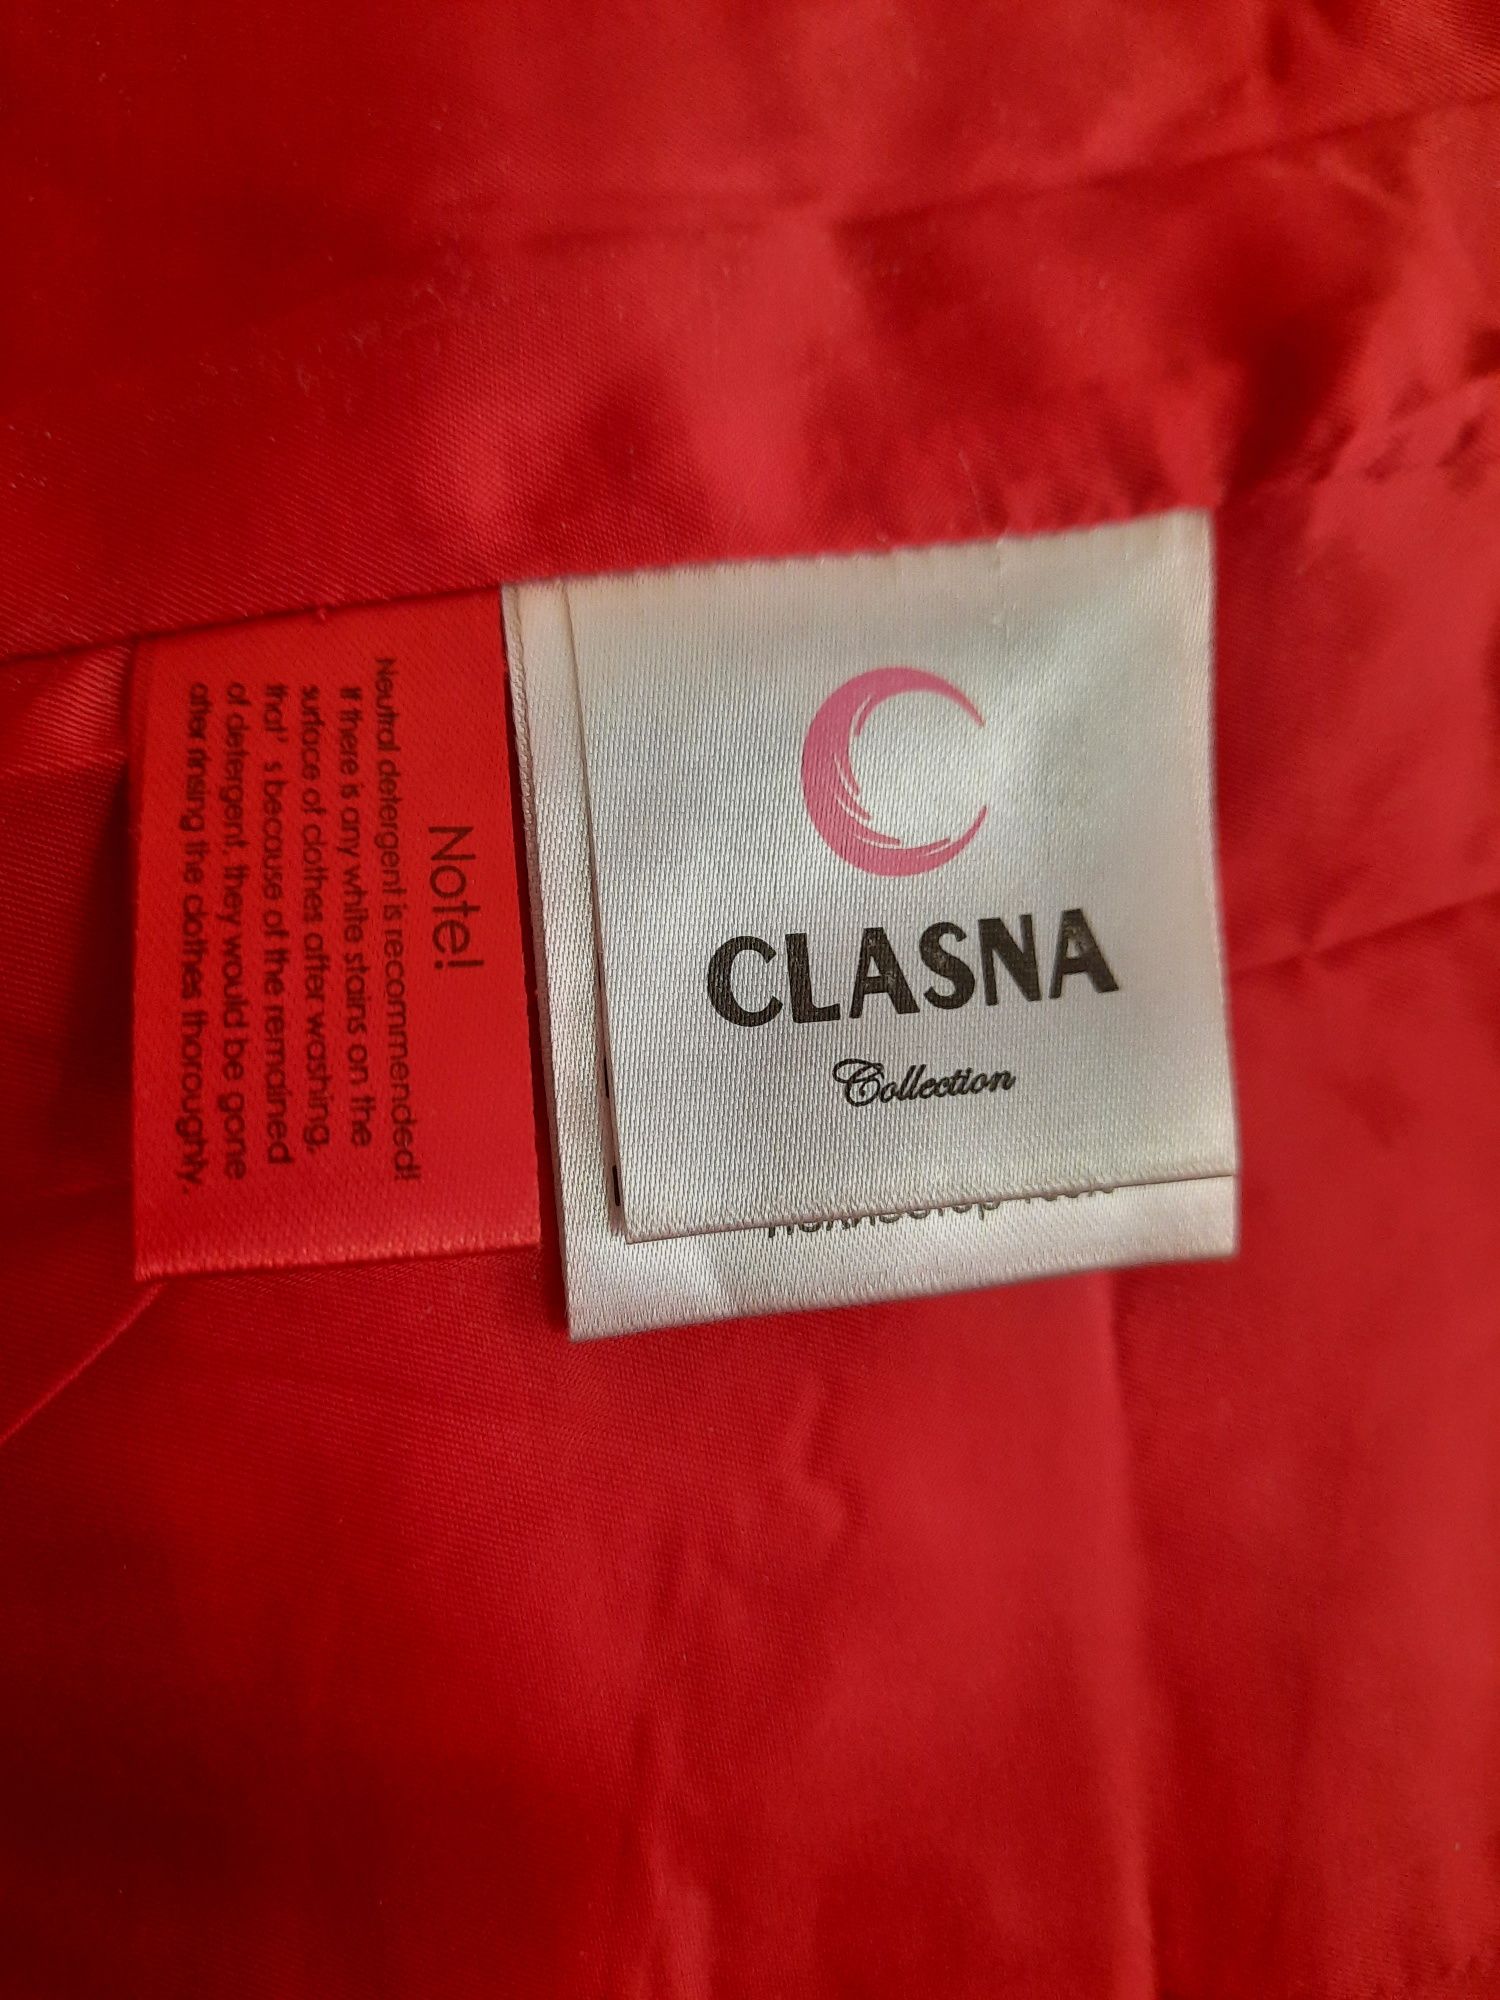 Note!
Neutral detergent is recommended!
If there is any white stains on the
surface of clothes after washing,
that's because of the remained
of detergent, they would be gone
after rinsing the clothes thoroughly.
CLASNA
Collection